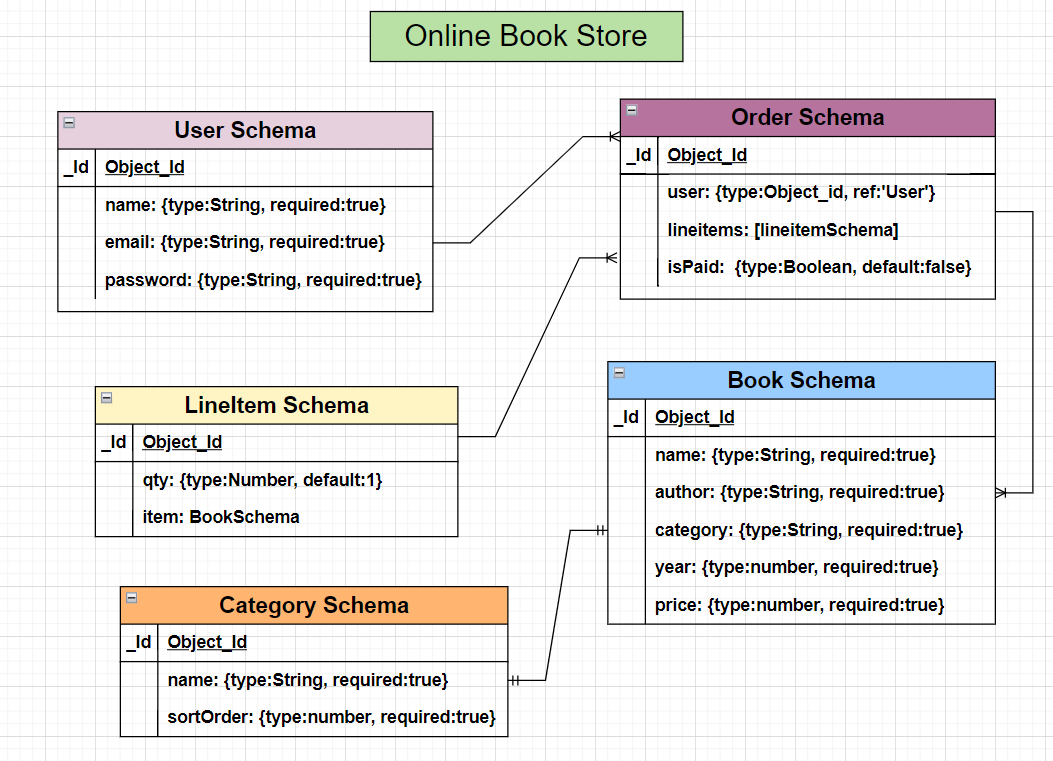 Online Book Store
User Schema
_Id Object_Id
name: {type:String, required:true}
email: {type:String, required:true}
password: {type:String, required:true}
Order Schema
_Id Object_Id
user: {type:Object_id, ref:'User'}
lineitems: [lineitemSchema]
isPaid: {type:Boolean, default:false}
LineItem Schema
_Id Object_Id
qty: {type:Number, default:1}
item: BookSchema
Book Schema
_Id Object_Id
name: {type:String, required:true}
author: {type:String, required:true}
category: {type:String, required:true}
year: {type:number, required:true}
price: {type:number, required:true}
Category Schema
_Id Object_Id
name: {type:String, required:true}
sortOrder: {type:number, required:true}